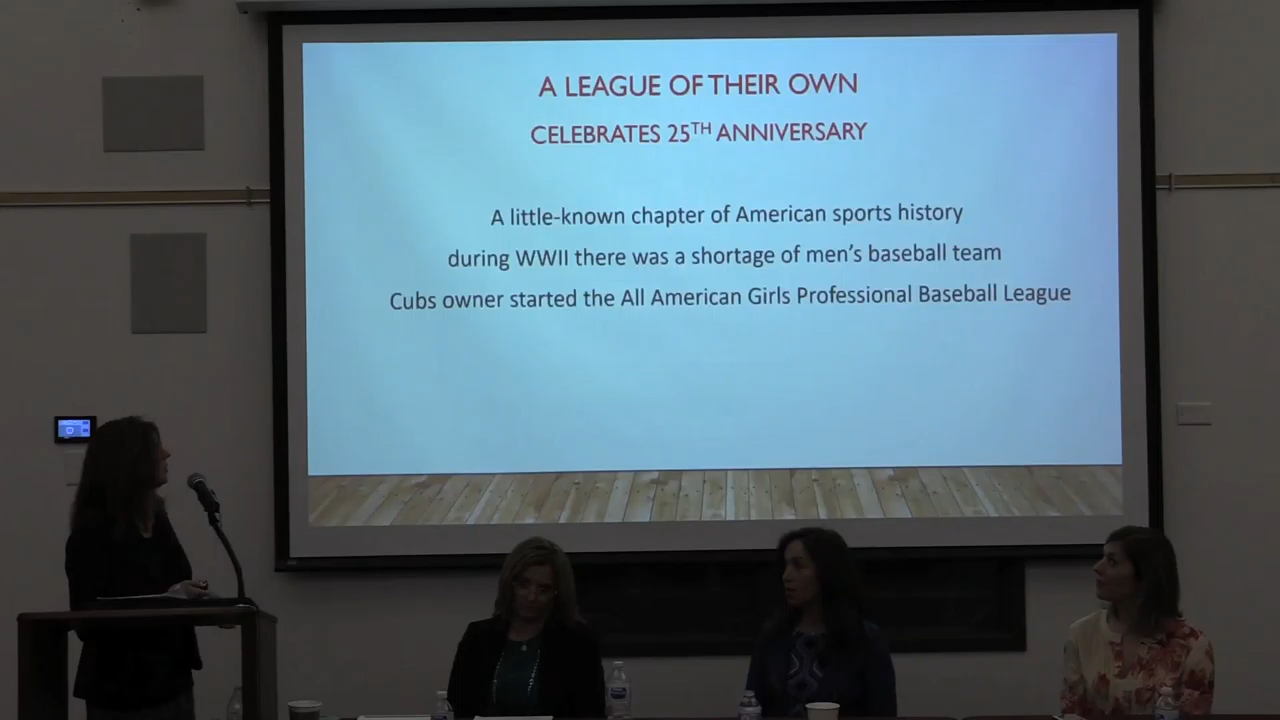 A LEAGUE OF THEIR OWN
CELEBRATES 25TH ANNIVERSARY
A little-known chapter of American sports history
during WWII there was a shortage of men's baseball team
Cubs owner started the All American Girls Professional Baseball League